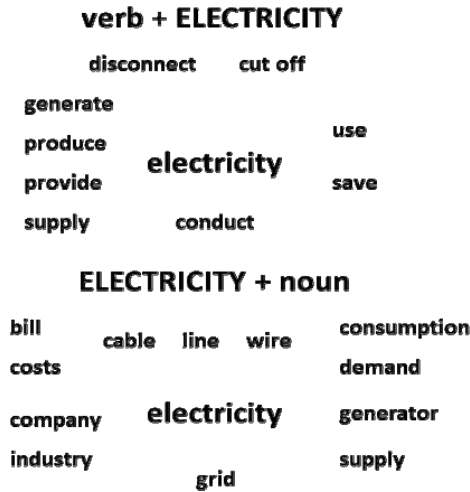 verb + ELECTRICITY
disconnect cut off
generate
produce use
electricity
provide save
supply conduct
ELECTRICITY + noun
bill cable line wire consumption
costs demand
company electricity generator
industry supply
grid